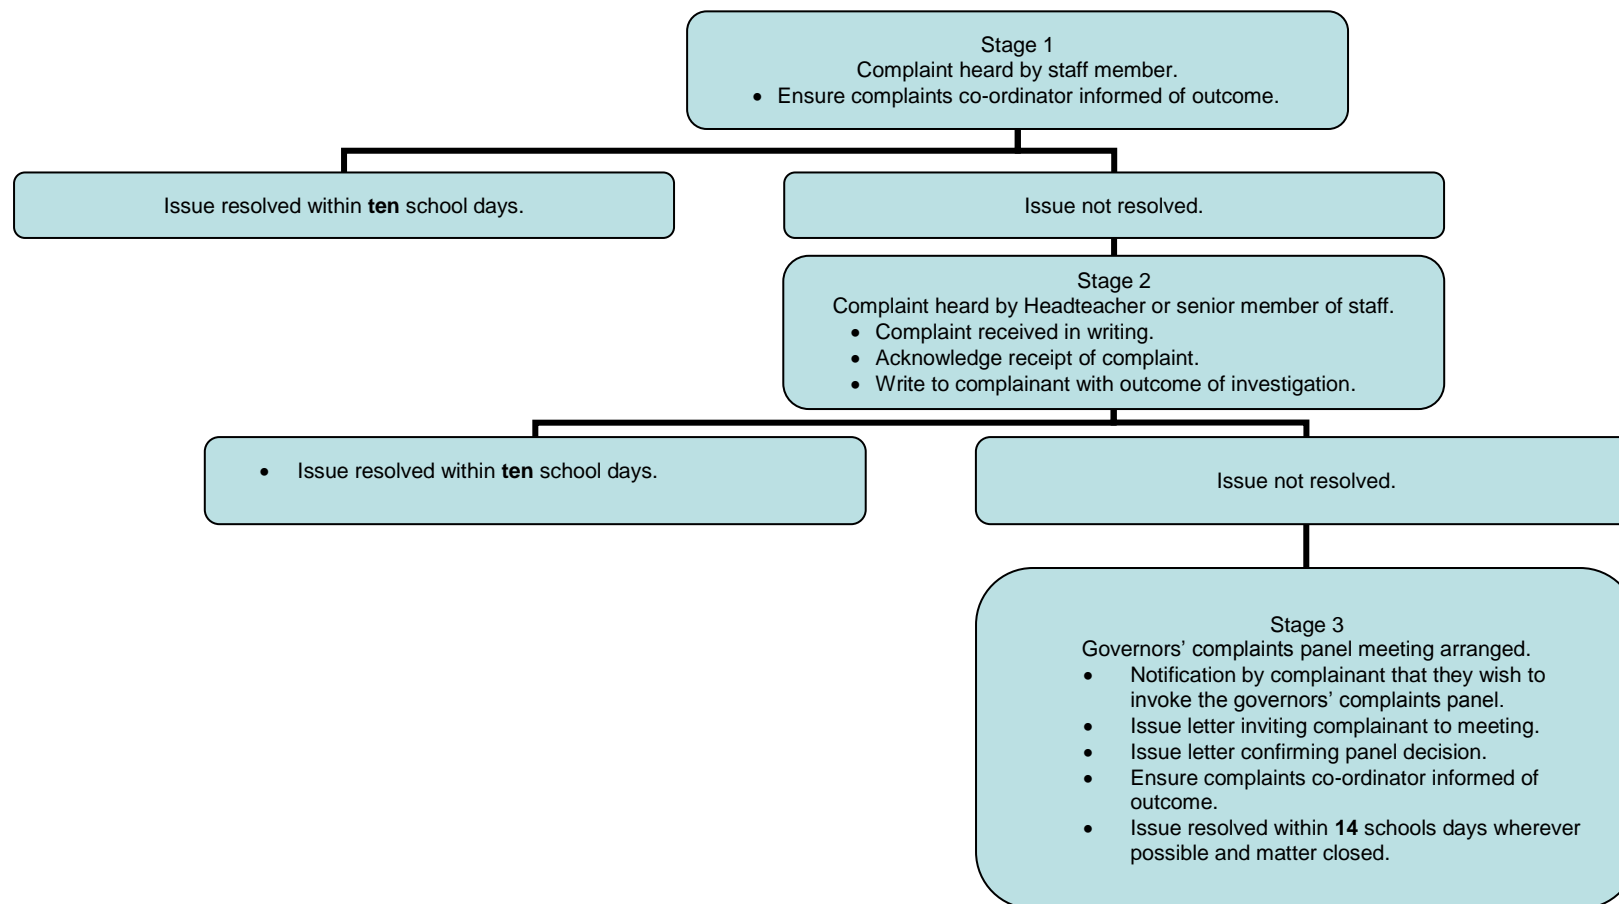 Stage 1
Complaint heard by staff member.
• Ensure complaints co-ordinator informed of outcome.
Issue resolved within ten school days.
Issue not resolved.
Stage 2
Complaint heard by Headteacher or senior member of staff.
• Complaint received in writing.
• Acknowledge receipt of complaint.
• Write to complainant with outcome of investigation.
• Issue resolved within ten school days.
Issue not resolved.
Stage 3
Governors’ complaints panel meeting arranged.
• Notification by complainant that they wish to
invoke the governors’ complaints panel.
• Issue letter inviting complainant to meeting.
• Issue letter confirming panel decision.
• Ensure complaints co-ordinator informed of
outcome.
• Issue resolved within 14 schools days wherever
possible and matter closed.